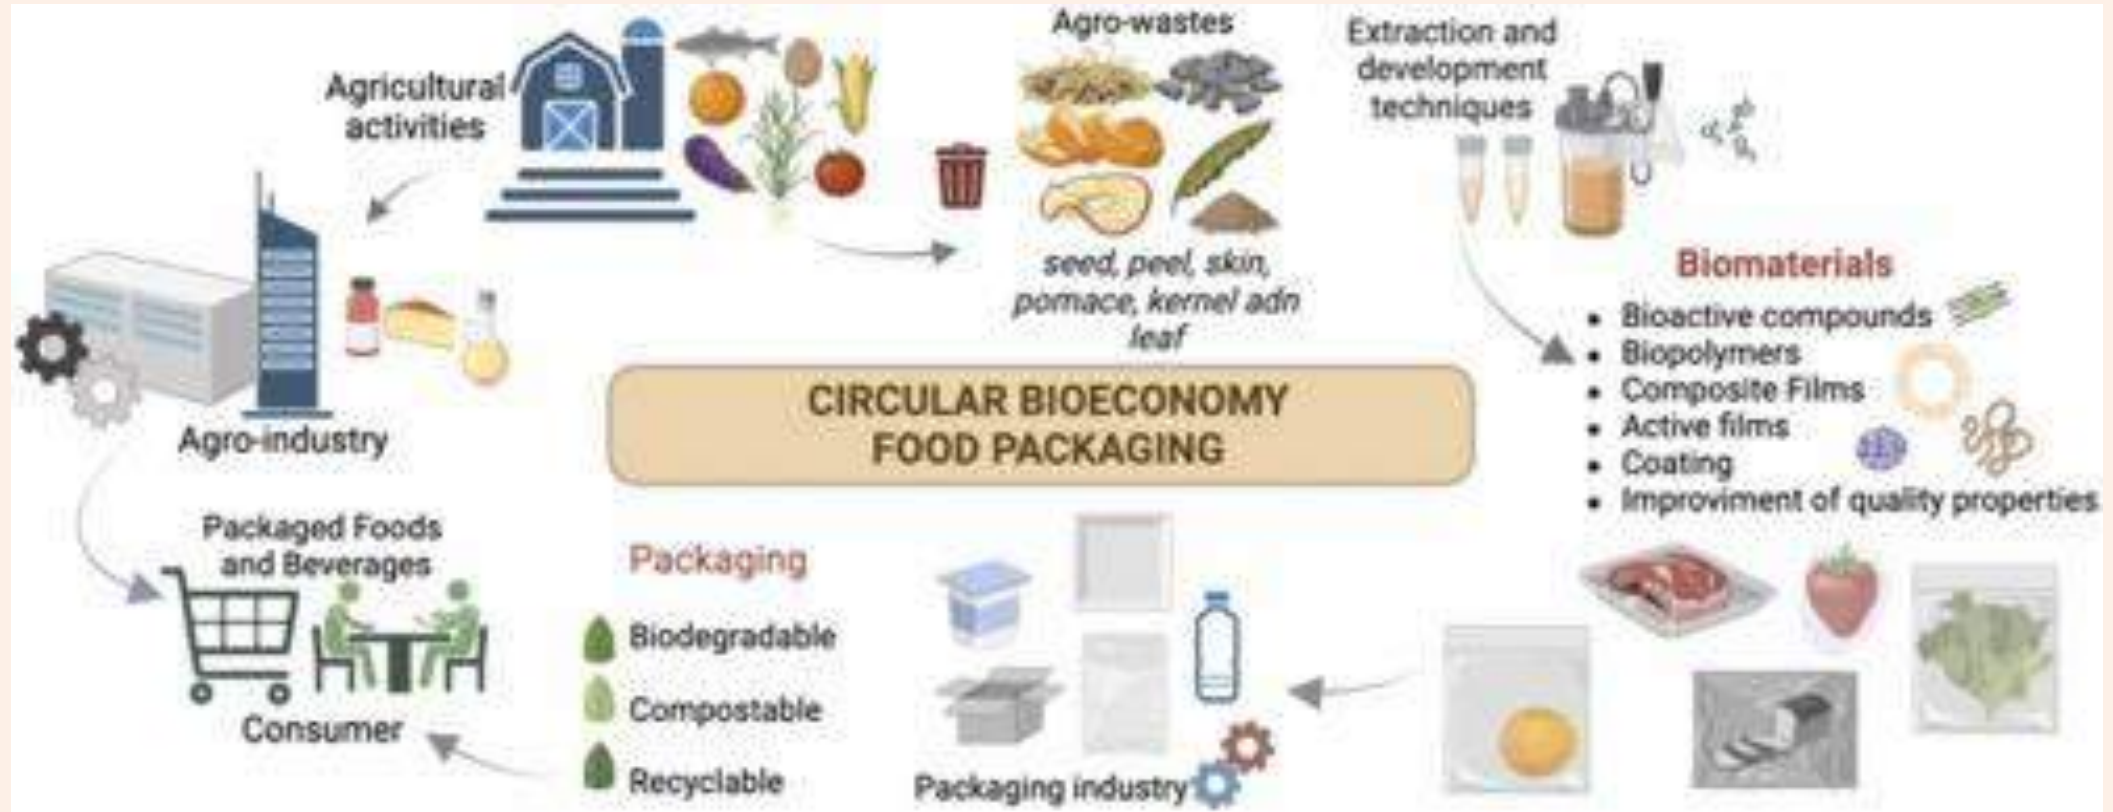 Agricultural
activities
Agro-wastes
seed, peel, skin,
pomace, kernel adn
leaf
Extraction and
development
techniques
Biomaterials
• Bioactive compounds
• Biopolymers
• Composite Films
• Active films
• Coating
• Improviment of quality properties
Agro-industry
CIRCULAR BIOECONOMY
FOOD PACKAGING
Packaged Foods
and Beverages
Consumer
Packaging
Biodegradable
Compostable
Recyclable
Packaging industry